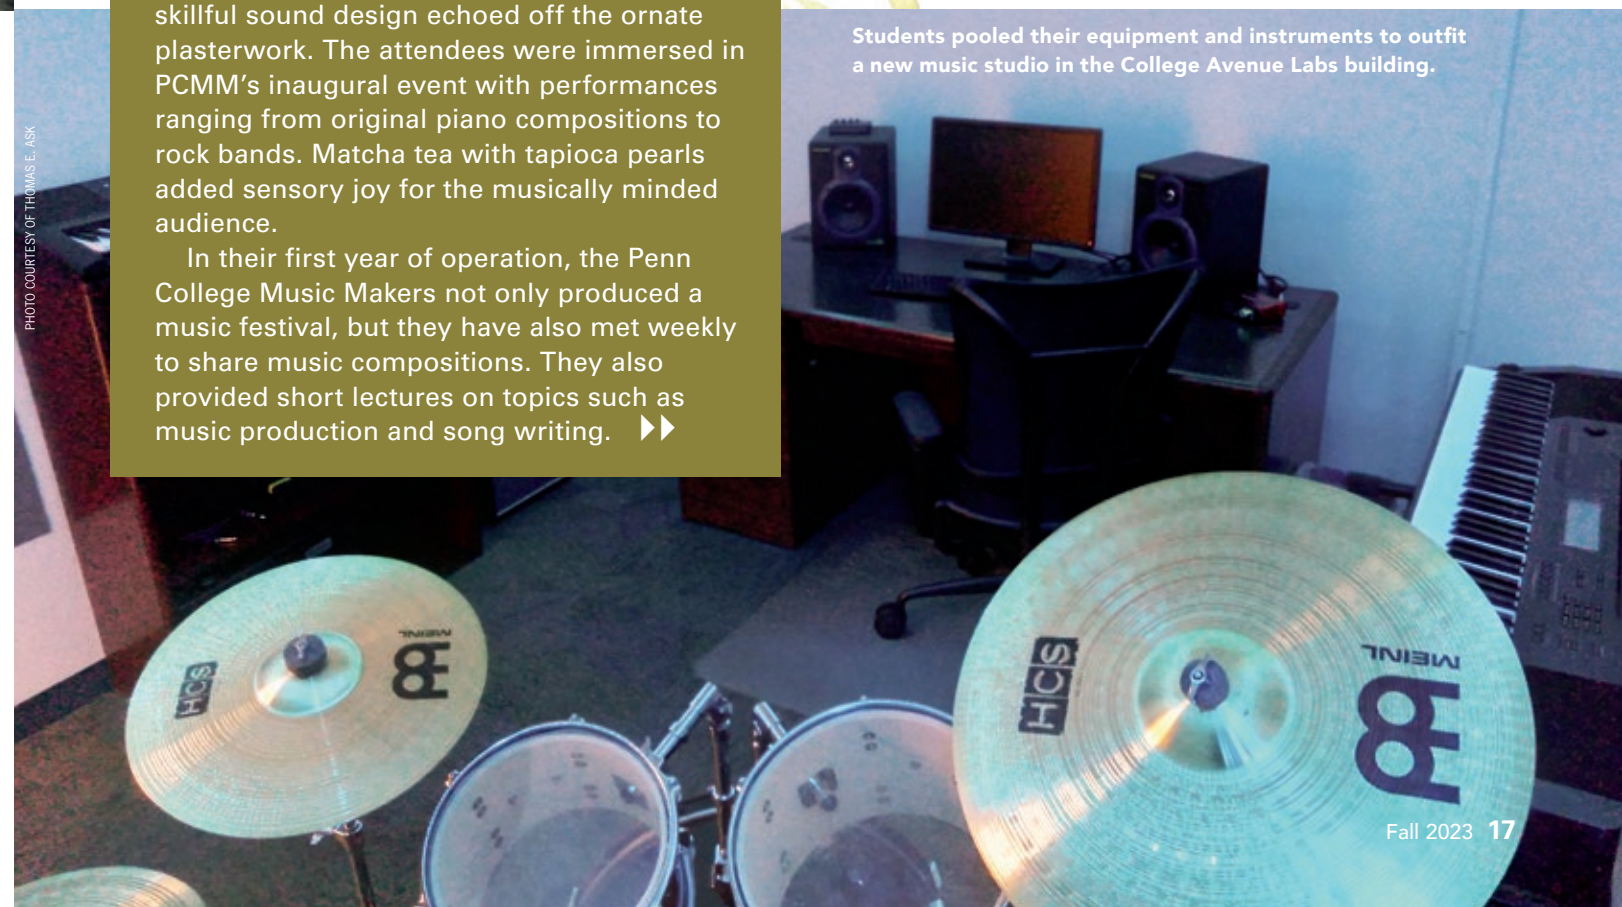 skillful sound design echoed off the ornate
plasterwork. The attendees were immersed in
PCMM’s inaugural event with performances
ranging from original piano compositions to
rock bands. Matcha tea with tapioca pearls
added sensory joy for the musically minded
audience.
In their first year of operation, the Penn
College Music Makers not only produced a
music festival, but they have also met weekly
to share music compositions. They also
provided short lectures on topics such as
music production and song writing.
Students pooled their equipment and instruments to outfit
a new music studio in the College Avenue Labs building.
PHOTO COURTESY OF THOMAS E. ASK
HCS
MEINL
HCS
MEINL
Fall 2023 17